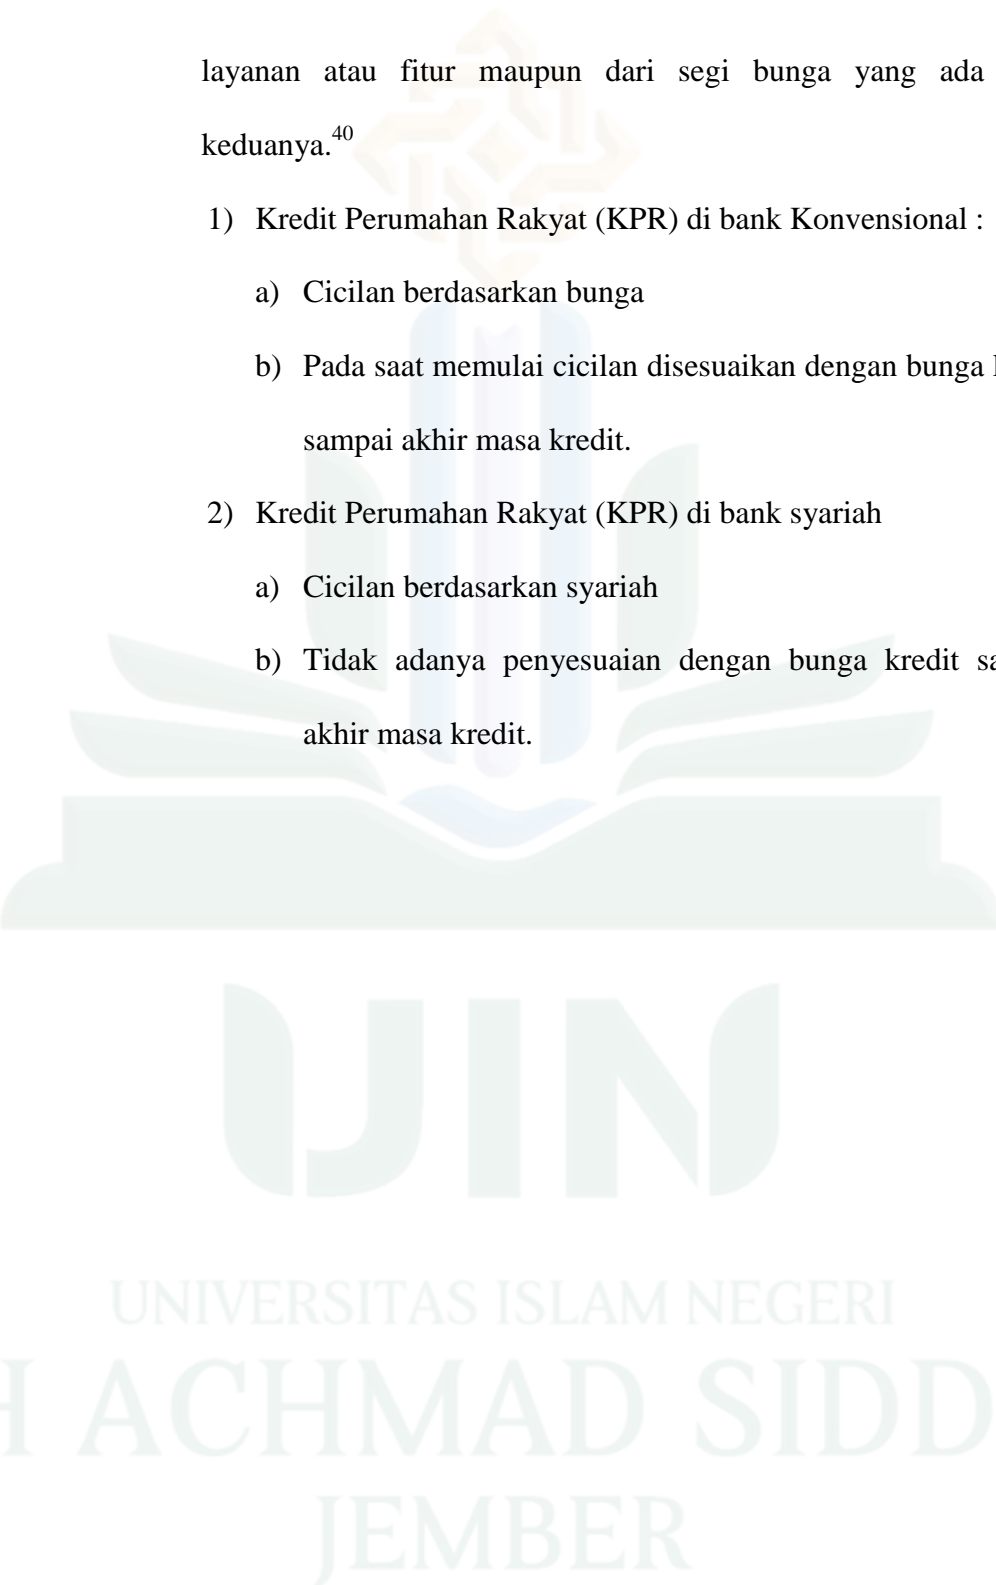 layanan atau fitur maupun dari segi bunga yang ada
keduanya.40
1) Kredit Perumahan Rakyat (KPR) di bank Konvensional :
a) Cicilan berdasarkan bunga
b) Pada saat memulai cicilan disesuaikan dengan bunga
sampai akhir masa kredit.
2) Kredit Perumahan Rakyat (KPR) di bank syariah
a) Cicilan berdasarkan syariah
b) Tidak adanya penyesuaian dengan bunga kredit sa
akhir masa kredit.
UIN
UNIVERSITAS ISLAM NEGERI
H ACHMAD SIDD
JEMBER